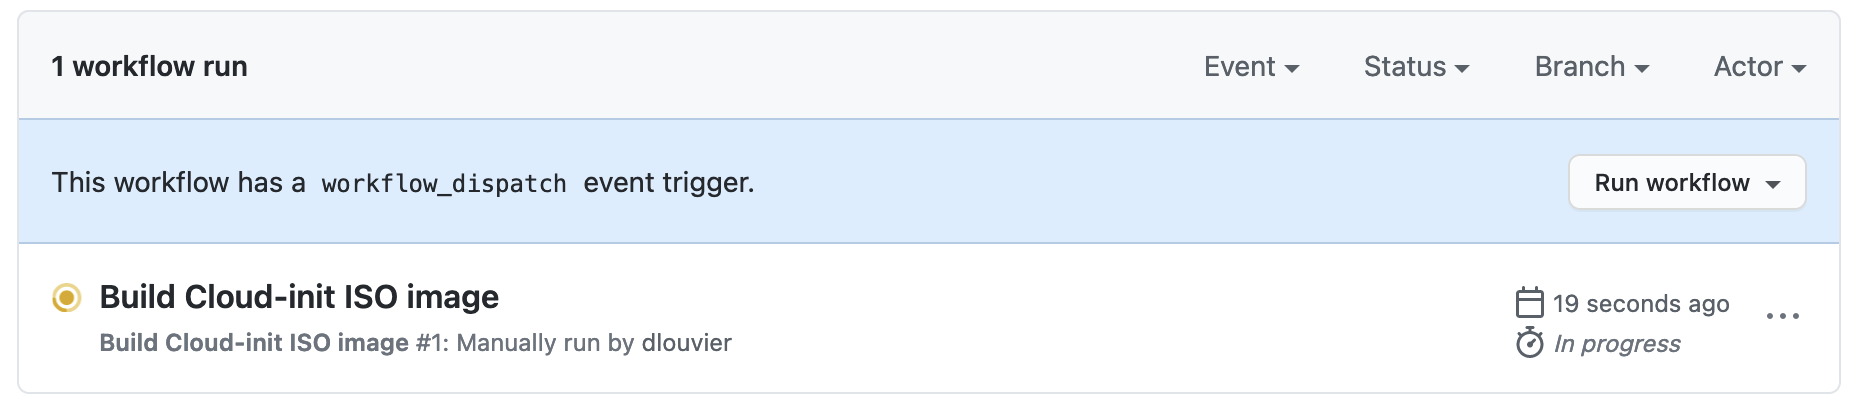 1 workflow run
Event Status Branch Actor
This workflow has a workflow_dispatch event trigger.
Run workflow
Build Cloud-init ISO image
Build Cloud-init ISO image #1: Manually run by dlouvier
19 seconds ago
In progress